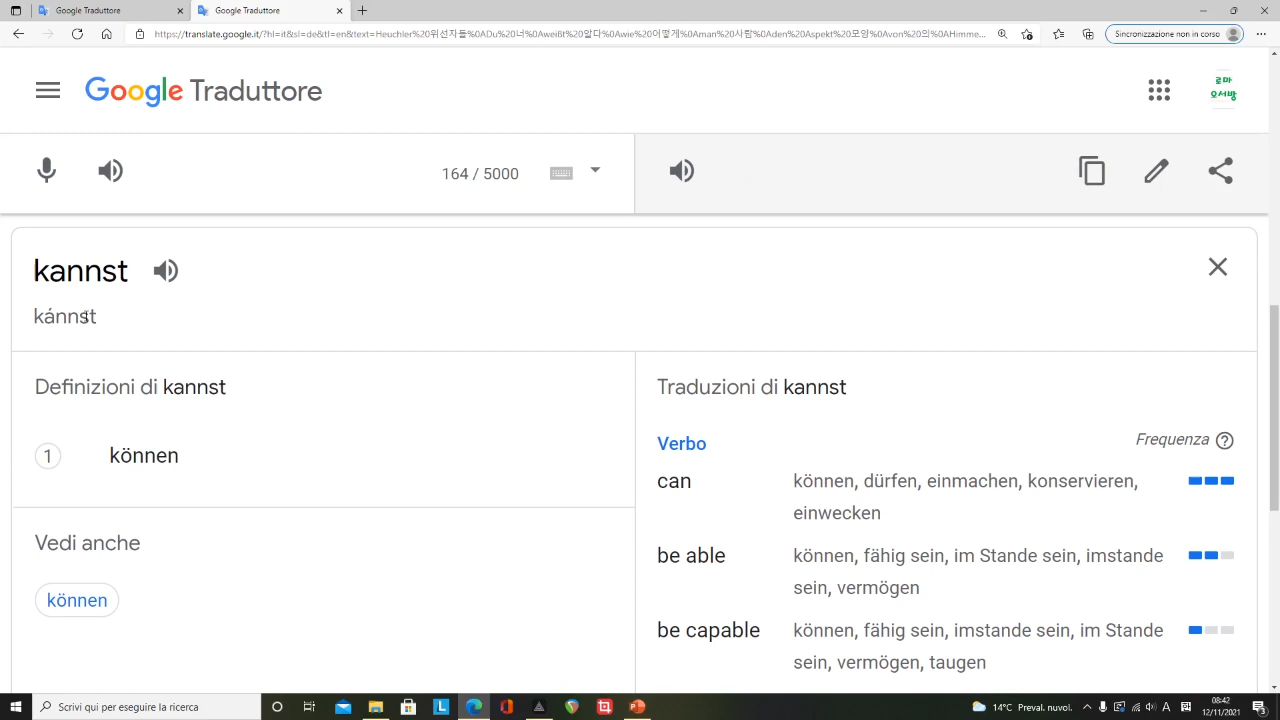 Google Traduttore
Google Traduttore
https://translate.google.it/?hl=it&sl=de&tl=en&text=Heuchler%20위선자들%0ADu%20너%0Aweißt%20알다%0Awie%20어떻게%0Aman%20사람%0Aden%20Aspekt%20모양%0Avon%20의%0AHimme...
Sincronizzazione non in corso
Google Traduttore
로마
오서방
164 / 5000
kannst
kánnst
Definizioni di kannst
1 können
Vedi anche
können
Traduzioni di kannst
Verbo
Frequenza
can
können, dürfen, einmachen, konservieren,
einwecken
be able
können, fähig sein, im Stande sein, imstande
sein, vermögen
be capable
können, fähig sein, imstande sein, im Stande
sein, vermögen, taugen
Scrivi qui per eseguire la ricerca
14°C Preval. nuvol.
08:42
12/11/2021